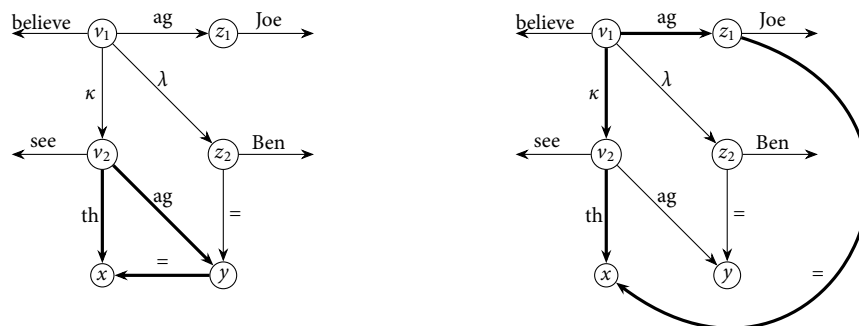 believe v₁ ag z₁ Joe believe v₁ ag z₁ Joe
κ λ κ λ
see v₂ z₂ Ben see v₂ z₂ Ben
th ag = th ag =
x = y x y =